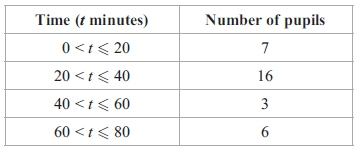 Time (t minutes) Number of pupils
0 < t ⩽ 20 7
20 < t ⩽ 40 16
40 < t ⩽ 60 3
60 < t ⩽ 80 6